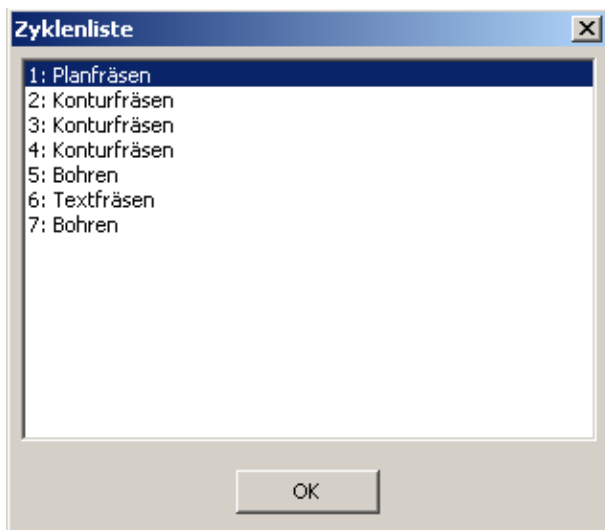 Zyklenliste
1: Planfräsen
2: Konturfräsen
3: Konturfräsen
4: Konturfräsen
5: Bohren
6: Textfräsen
7: Bohren
OK